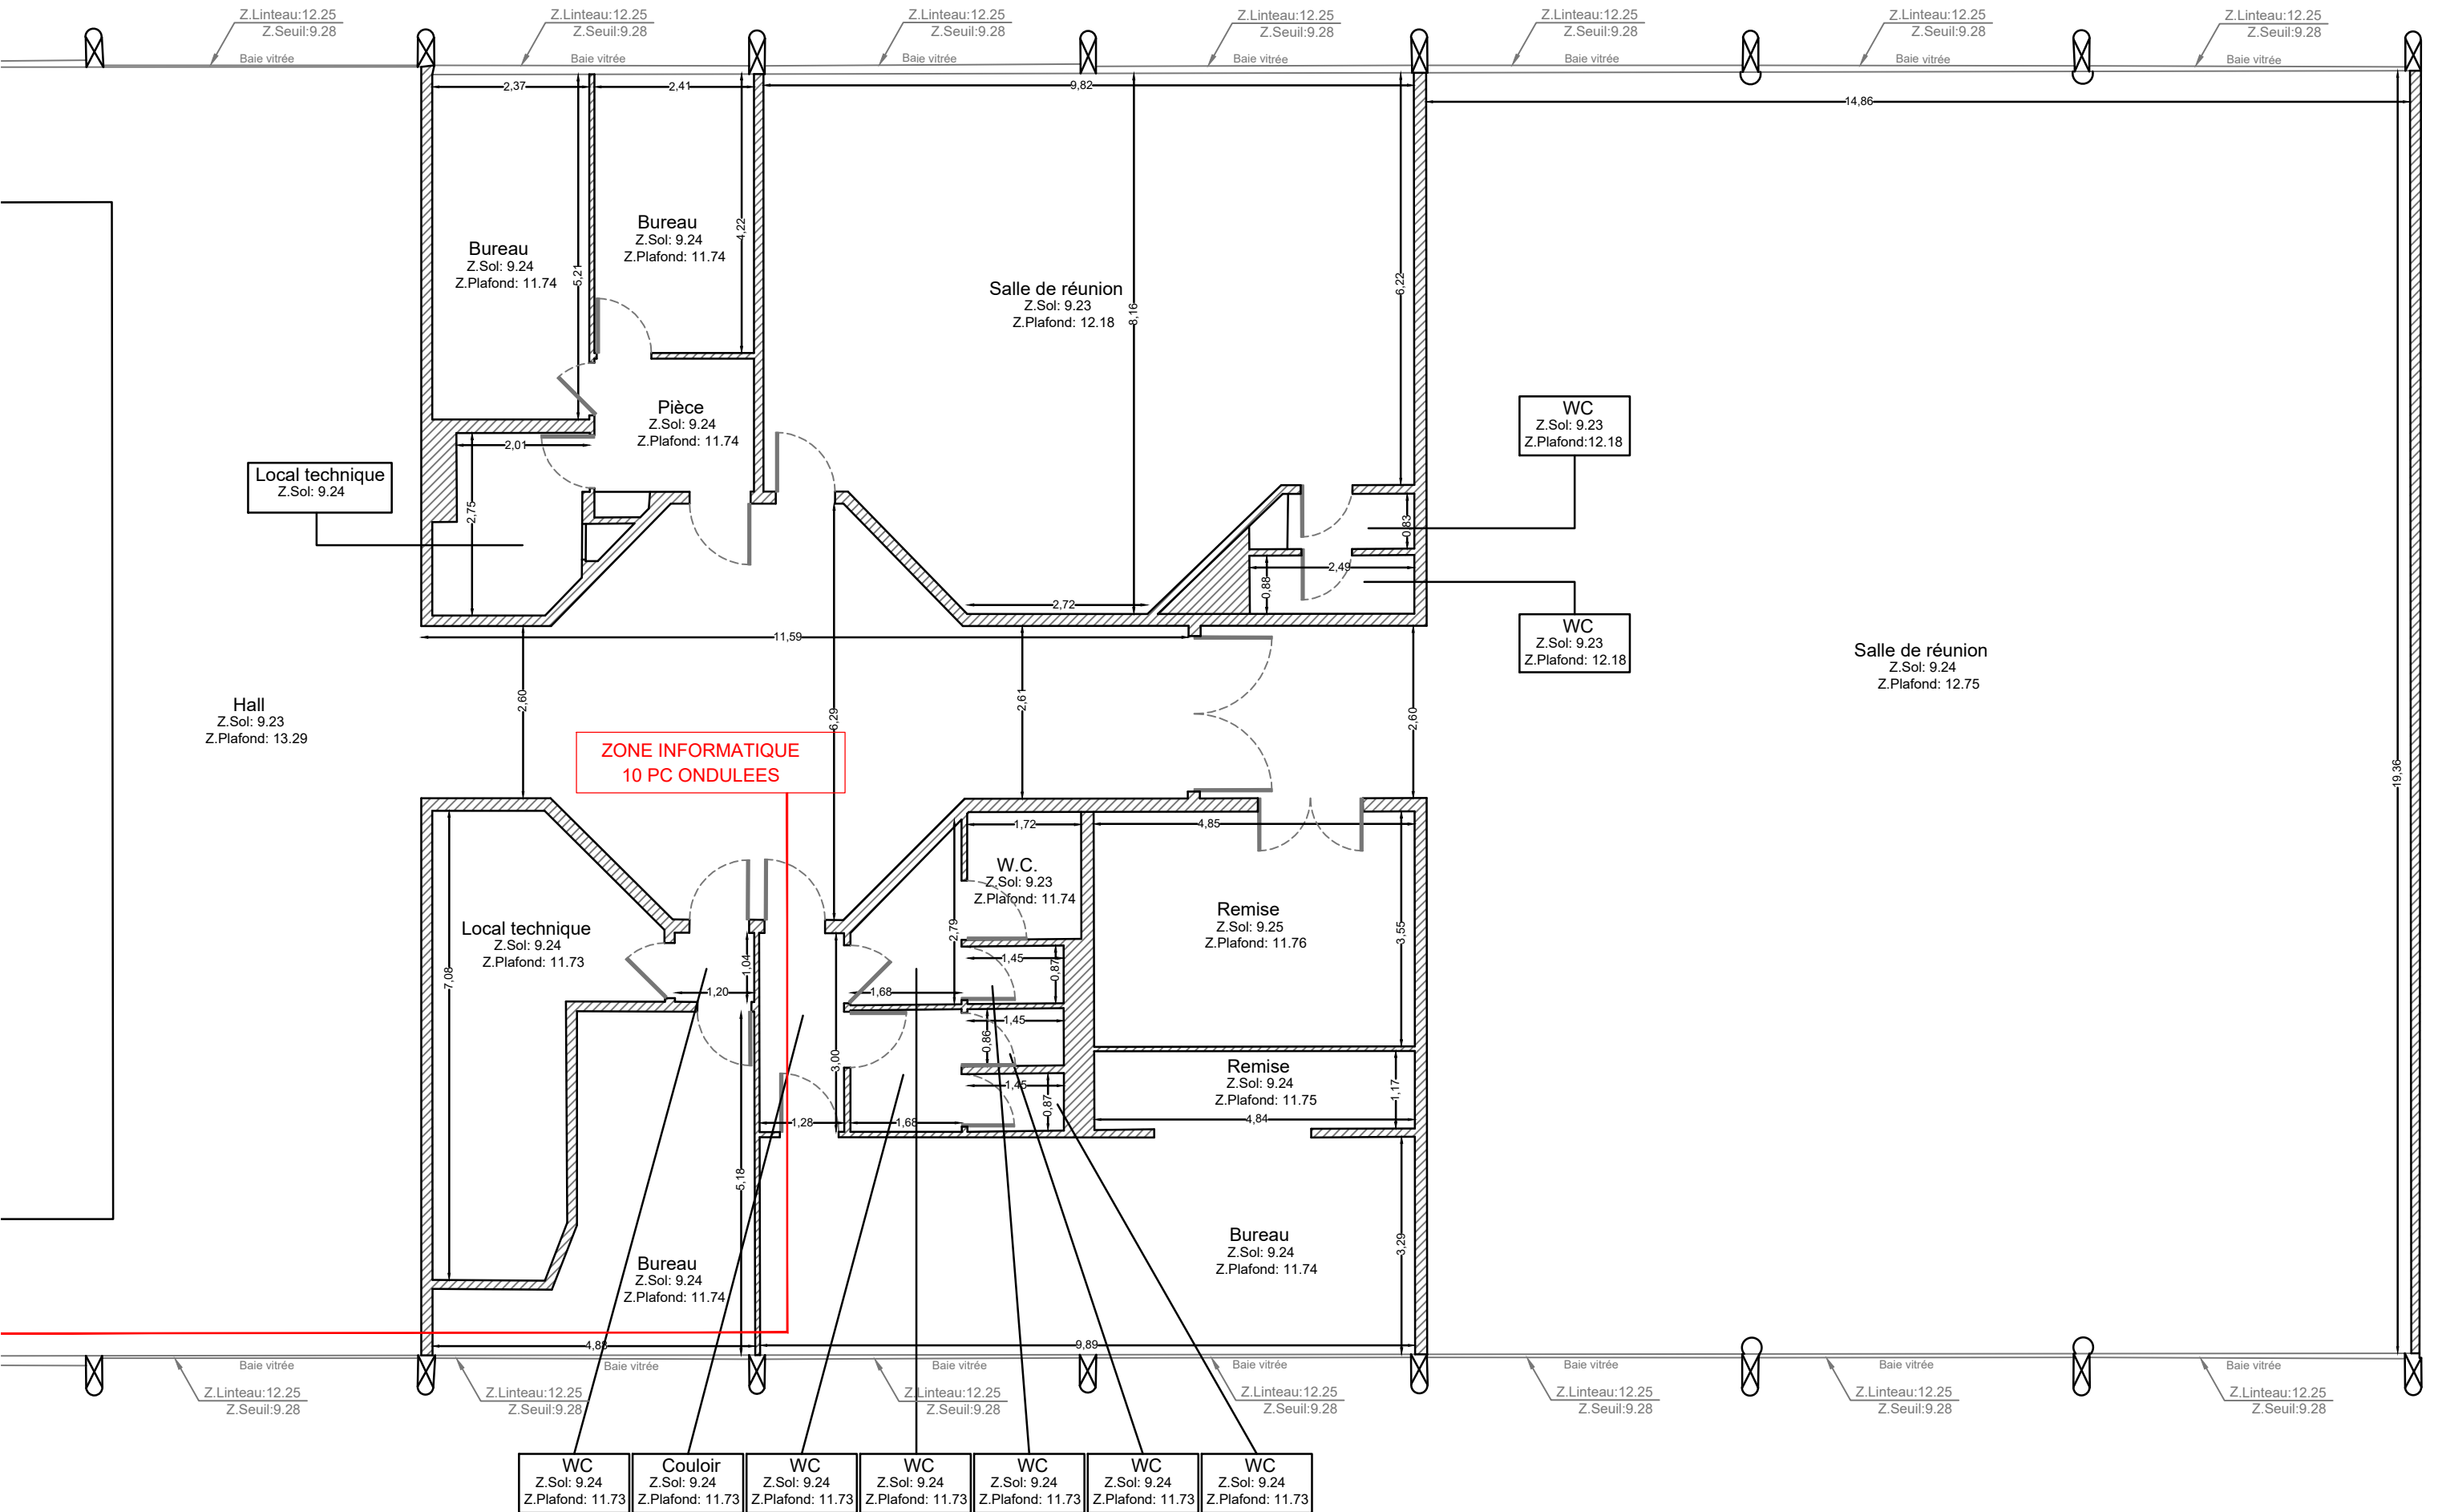 Z.Linteau:12.25
Z.Seuil:9.28
Baie vitrée
Z.Linteau:12.25
Z.Seuil:9.28
Baie vitrée
Z.Linteau:12.25
Z.Seuil:9.28
Baie vitrée
Z.Linteau:12.25
Z.Seuil:9.28
Baie vitrée
Z.Linteau:12.25
Z.Seuil:9.28
Baie vitrée
Z.Linteau:12.25
Z.Seuil:9.28
Baie vitrée
Z.Linteau:12.25
Z.Seuil:9.28
Baie vitrée
2,37
2,41
9,82
14,86
Bureau
Z.Sol: 9.24
Z.Plafond: 11.74
5,21
Bureau
Z.Sol: 9.24
Z.Plafond: 11.74
4,22
Salle de réunion
Z.Sol: 9.23
Z.Plafond: 12.18
8,16
6,22
Pièce
Z.Sol: 9.24
Z.Plafond: 11.74
2,01
Local technique
Z.Sol: 9.24
2,75
WC
Z.Sol: 9.23
Z.Plafond:12.18
0,83
2,49
0,88
2,72
WC
Z.Sol: 9.23
Z.Plafond: 12.18
11,59
Salle de réunion
Z.Sol: 9.24
Z.Plafond: 12.75
19,36
Hall
Z.Sol: 9.23
Z.Plafond: 13.29
2,60
6,29
2,61
2,60
ZONE INFORMATIQUE
10 PC ONDULEES
1,72
4,85
W.C.
Z.Sol: 9.23
Z.Plafond: 11.74
2,79
Remise
Z.Sol: 9.25
Z.Plafond: 11.76
3,55
Local technique
Z.Sol: 9.24
Z.Plafond: 11.73
7,08
1,04
1,20
1,68
1,45
0,87
1,45
0,86
3,00
1,45
0,87
1,28
1,68
Remise
Z.Sol: 9.24
Z.Plafond: 11.75
1,17
4,84
5,18
Bureau
Z.Sol: 9.24
Z.Plafond: 11.74
Bureau
Z.Sol: 9.24
Z.Plafond: 11.74
3,29
4,88
9,89
Baie vitrée
Z.Linteau:12.25
Z.Seuil:9.28
Baie vitrée
Z.Linteau:12.25
Z.Seuil:9.28
Baie vitrée
Z.Linteau:12.25
Z.Seuil:9.28
Baie vitrée
Z.Linteau:12.25
Z.Seuil:9.28
Baie vitrée
Z.Linteau:12.25
Z.Seuil:9.28
Baie vitrée
Z.Linteau:12.25
Z.Seuil:9.28
Baie vitrée
Z.Linteau:12.25
Z.Seuil:9.28
WC
Z.Sol: 9.24
Z.Plafond: 11.73
Couloir
Z.Sol: 9.24
Z.Plafond: 11.73
WC
Z.Sol: 9.24
Z.Plafond: 11.73
WC
Z.Sol: 9.24
Z.Plafond: 11.73
WC
Z.Sol: 9.24
Z.Plafond: 11.73
WC
Z.Sol: 9.24
Z.Plafond: 11.73
WC
Z.Sol: 9.24
Z.Plafond: 11.73